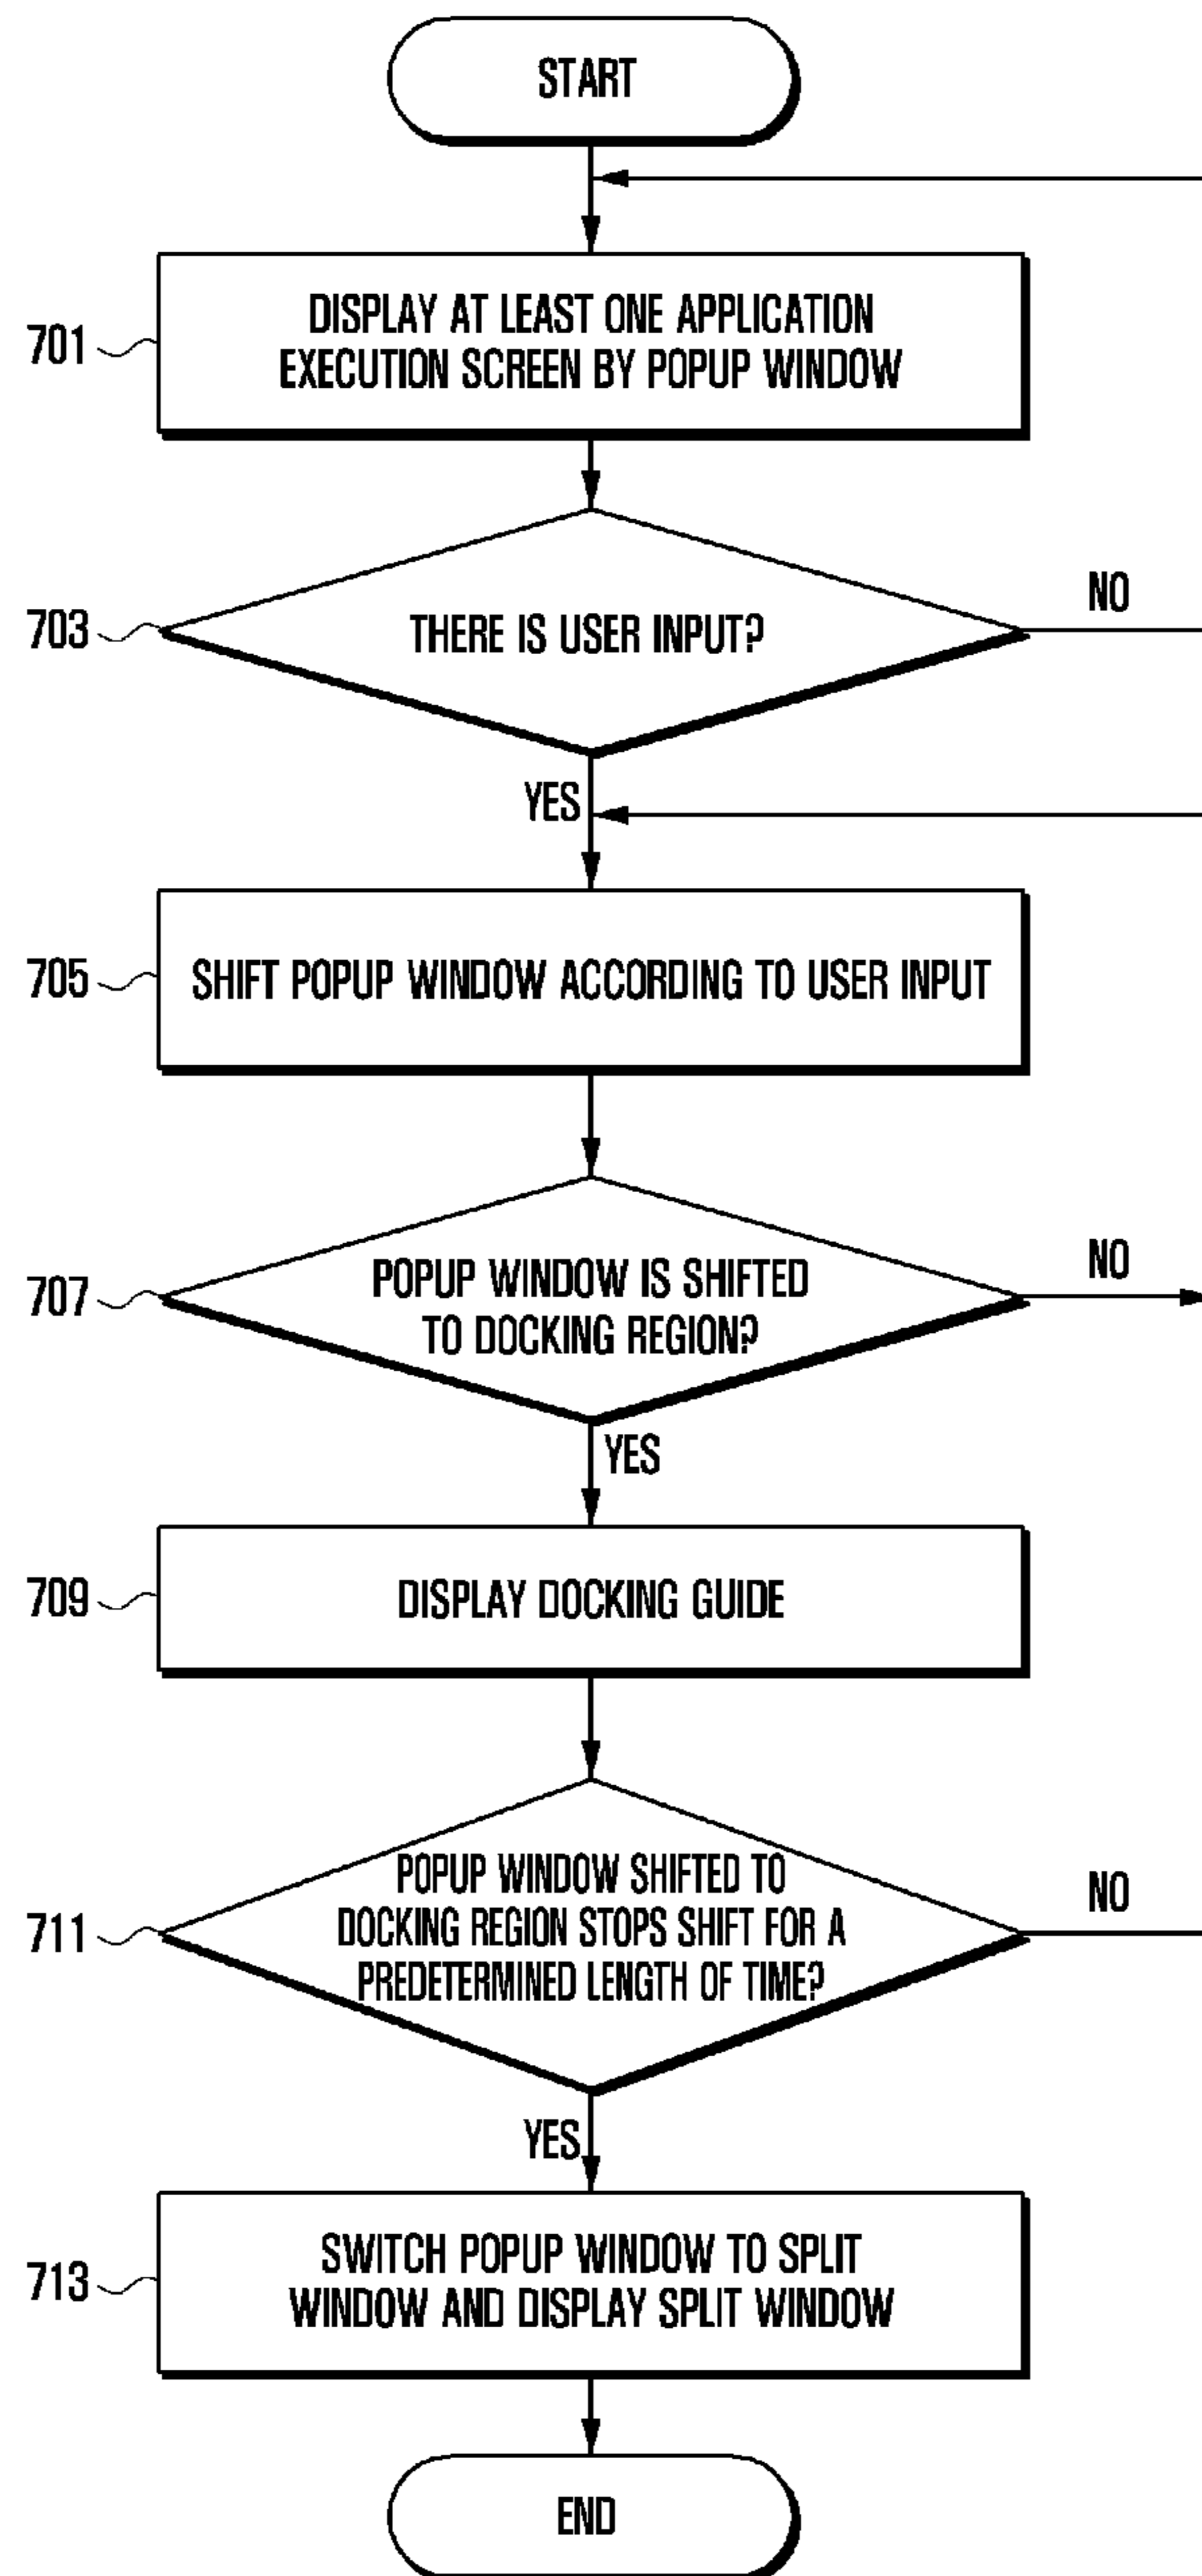 START
701
DISPLAY AT LEAST ONE APPLICATION
EXECUTION SCREEN BY POPUP WINDOW
703
THERE IS USER INPUT?
NO
YES
705
SHIFT POPUP WINDOW ACCORDING TO USER INPUT
707
POPUP WINDOW IS SHIFTED
TO DOCKING REGION?
NO
YES
709
DISPLAY DOCKING GUIDE
711
POPUP WINDOW SHIFTED TO
DOCKING REGION STOPS SHIFT FOR A
PREDETERMINED LENGTH OF TIME?
NO
YES
713
SWITCH POPUP WINDOW TO SPLIT
WINDOW AND DISPLAY SPLIT WINDOW
END